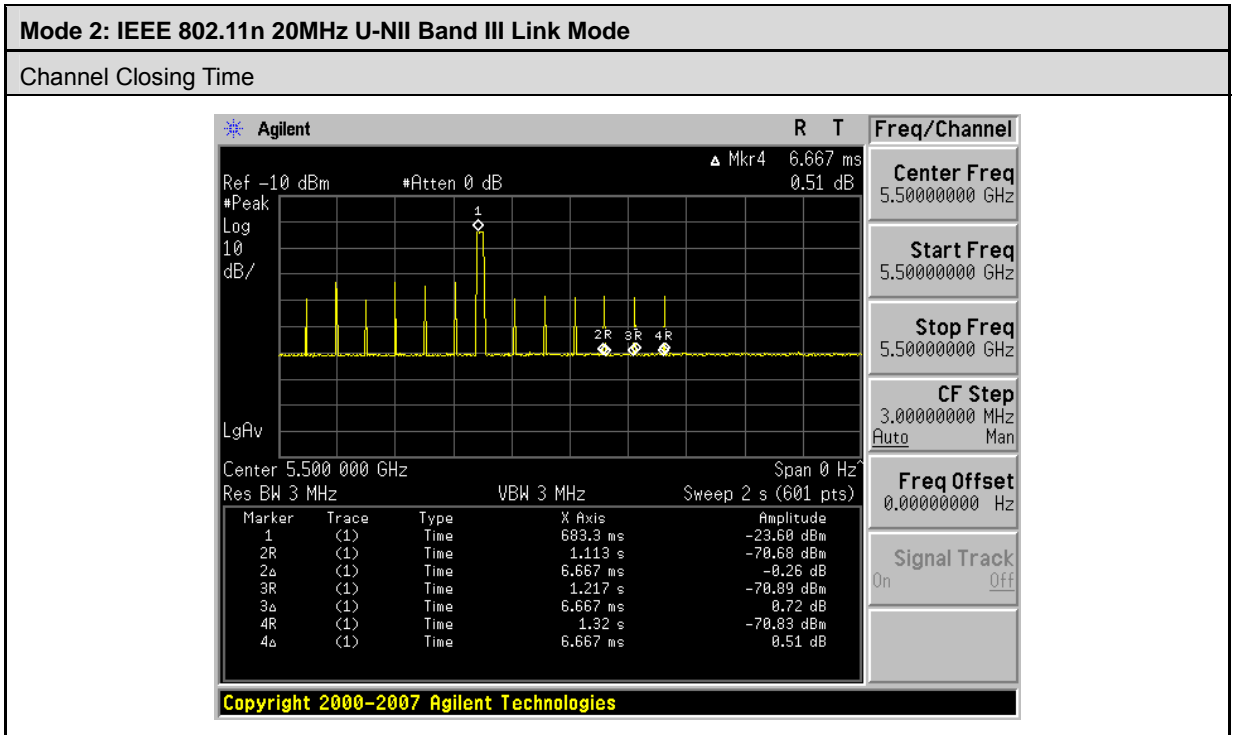 Mode 2: IEEE 802.11n 20MHz U-NII Band III Link Mode
Channel Closing Time
Agilent R T
Freq/Channel
Δ Mkr4 6.667 ms
Ref -10 dBm #Atten 0 dB 0.51 dB
#Peak
Log
10
dB/
1
2R 3R 4R
LgAv
Center 5.500 000 GHz Span 0 Hz^
Res BW 3 MHz VBW 3 MHz Sweep 2 s (601 pts)
Marker Trace Type X Axis Amplitude
1 (1) Time 683.3 ms -23.60 dBm
2R (1) Time 1.113 s -70.68 dBm
2Δ (1) Time 6.667 ms -0.26 dB
3R (1) Time 1.217 s -70.89 dBm
3Δ (1) Time 6.667 ms 0.72 dB
4R (1) Time 1.32 s -70.83 dBm
4Δ (1) Time 6.667 ms 0.51 dB
Center Freq
5.50000000 GHz
Start Freq
5.50000000 GHz
Stop Freq
5.50000000 GHz
CF Step
3.00000000 MHz
Auto Man
Freq Offset
0.00000000 Hz
Signal Track
On Off
Copyright 2000-2007 Agilent Technologies